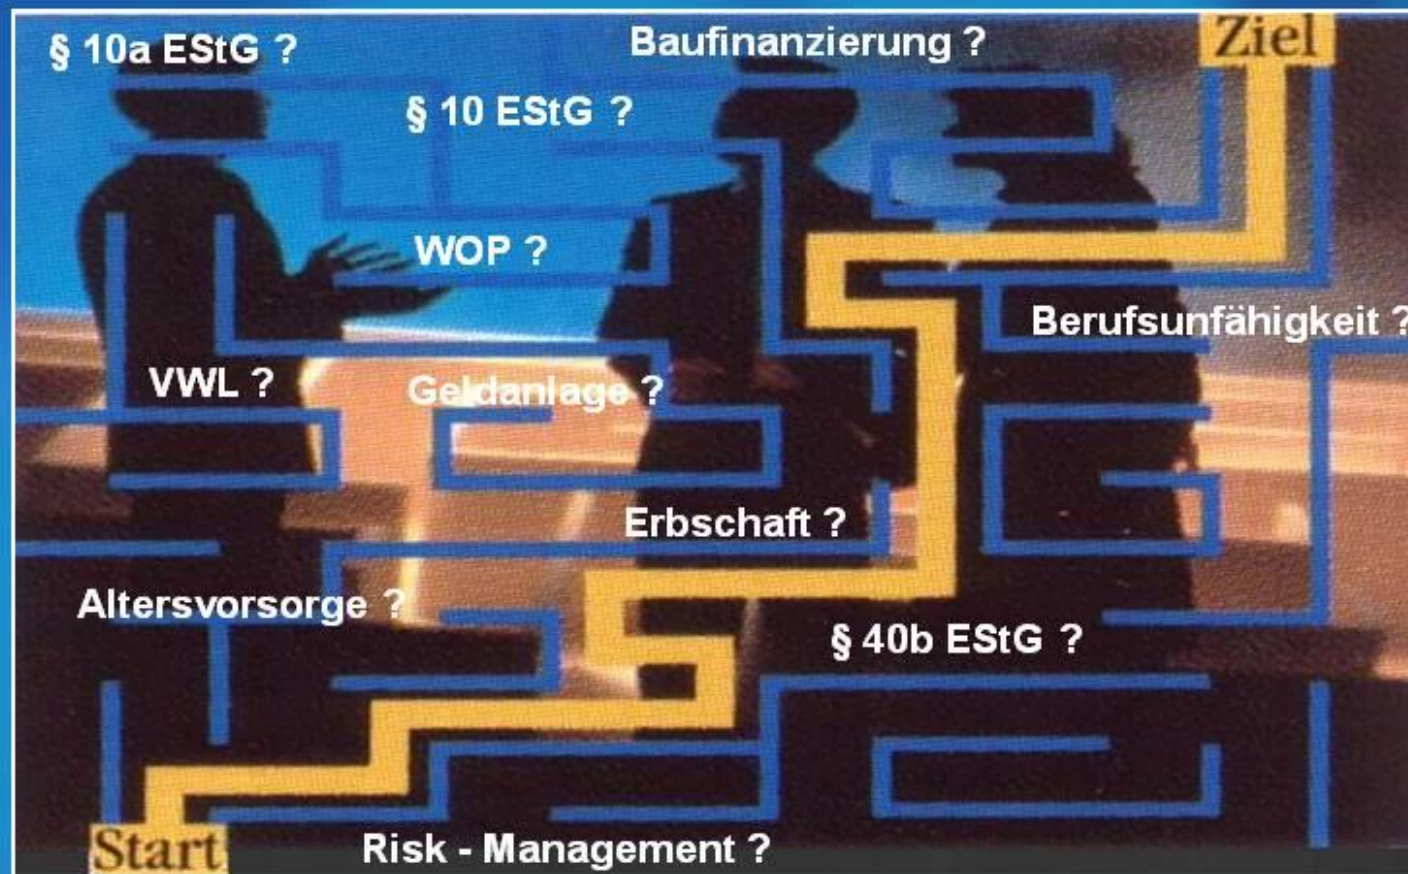 § 10a EStG ?
Baufinanzierung ?
Ziel
§ 10 EStG ?
WOP ?
Berufsunfähigkeit ?
VWL ?
Geldanlage ?
Erbschaft ?
Altersvorsorge ?
§ 40b EStG ?
Start
Risk - Management ?